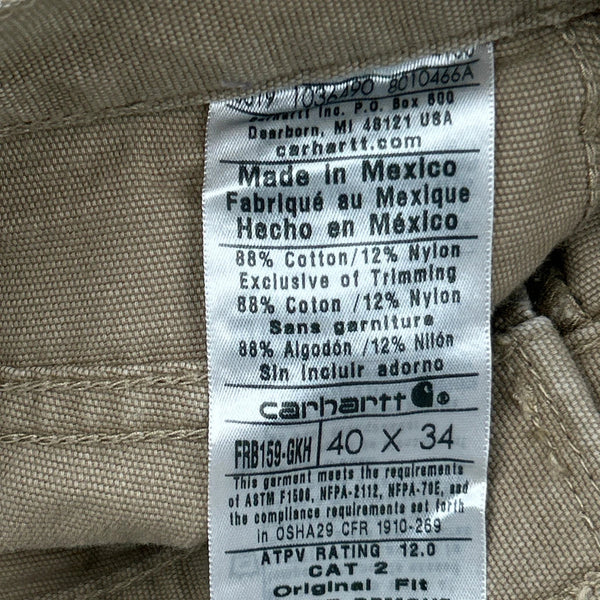 1036490 8010466A
Carhartt Inc. P.O. Box 600
Dearborn, MI 48121 USA
carhartt.com
Made in Mexico
Fabriqué au Mexique
Hecho en México
88% Cotton/12% Nylon
Exclusive of Trimming
88% Coton /12% Nylon
Sans garniture
88% Algodón /12% Nilón
Sin incluir adorno
carhartt ®
FRB159-GKH 40 X 34
This garment meets the requirements
of ASTM F1506, NFPA-2112, NFPA-70E, and
the compliance requirements set forth
in OSHA29 CFR 1910-269
ATPV RATING 12.0
CAT 2
Original Fit